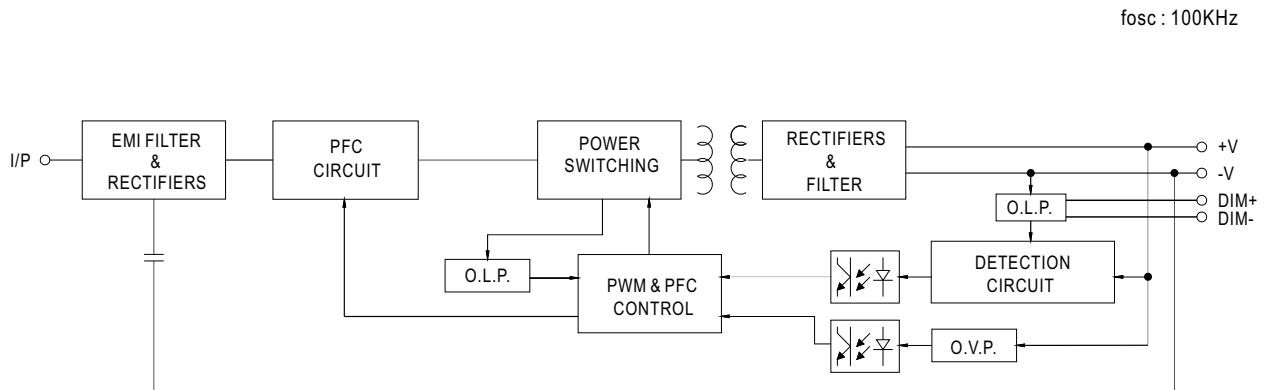 fosc : 100KHz
I/P
EMI FILTER
&
RECTIFIERS
PFC
CIRCUIT
POWER
SWITCHING
RECTIFIERS
&
FILTER
+V
-V
DIM+
DIM-
O.L.P.
O.L.P.
PWM & PFC
CONTROL
DETECTION
CIRCUIT
O.V.P.